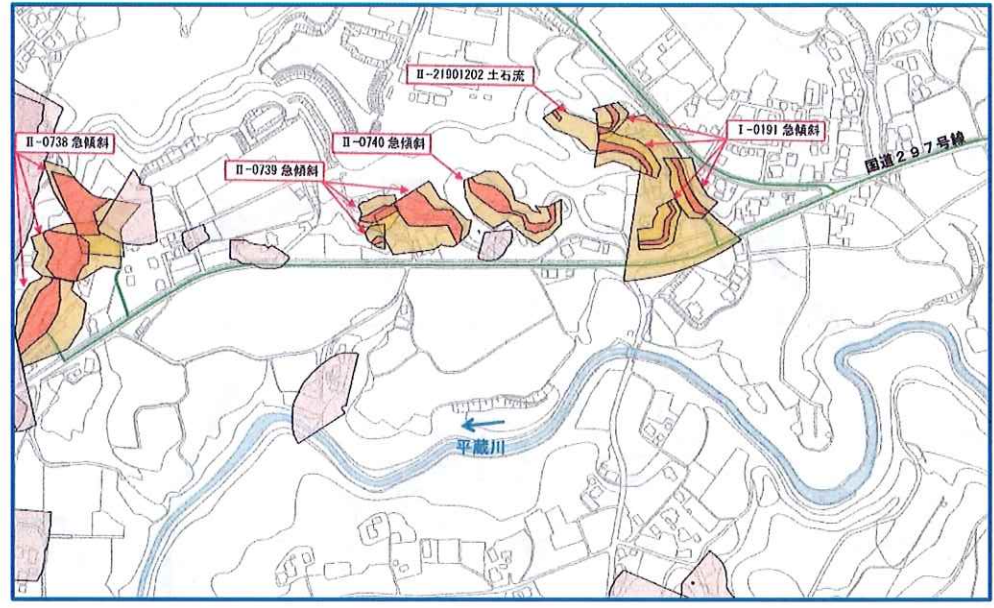 Ⅱ-21901202 土石流
Ⅰ-0191 急傾斜
Ⅱ-0738 急傾斜
Ⅱ-0740 急傾斜
Ⅱ-0739 急傾斜
国道297号線
平蔵川